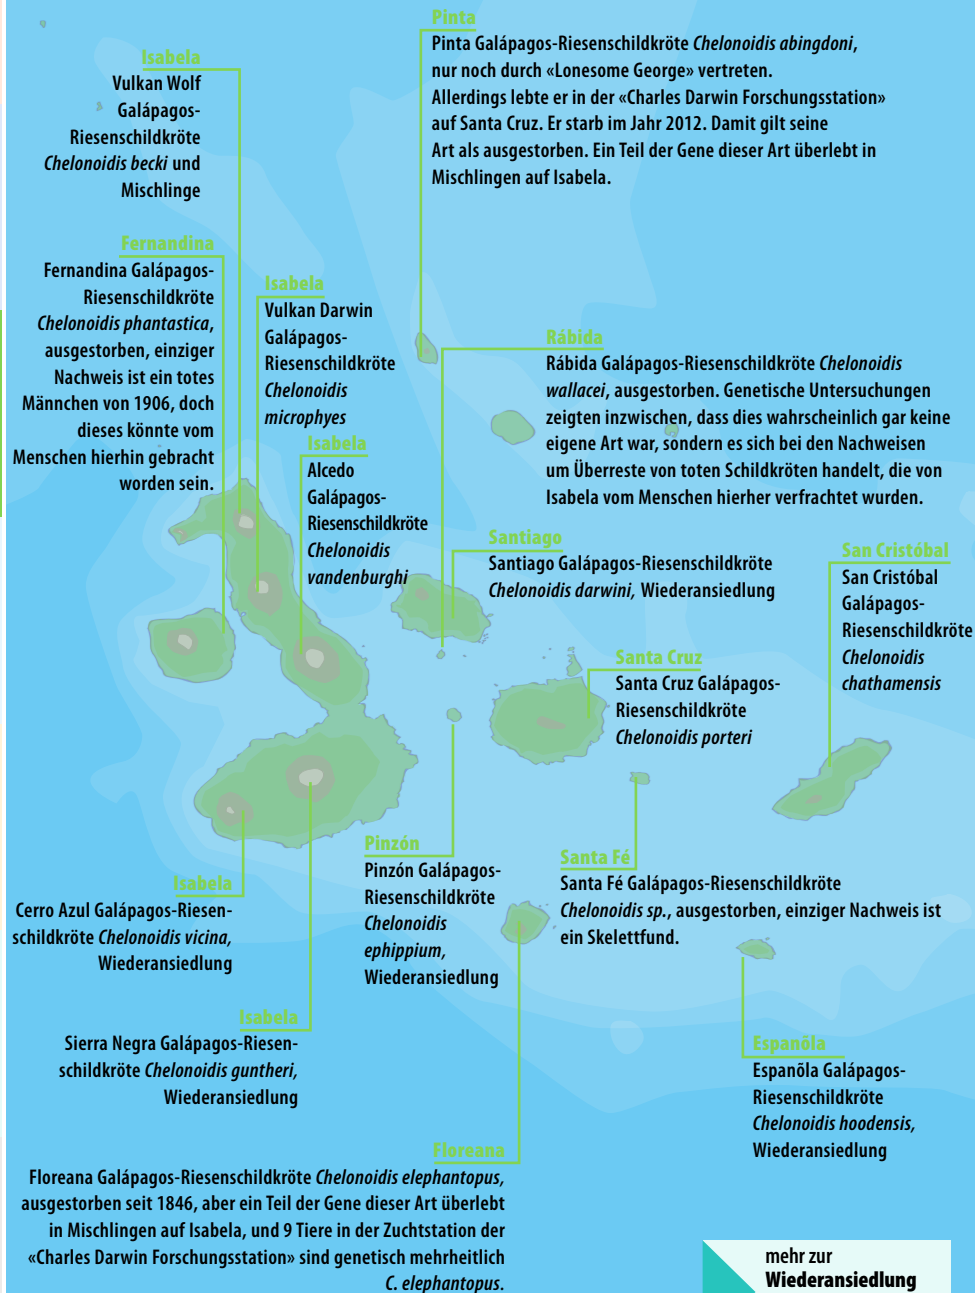 Pinta
Pinta Galápagos-Riesenschildkröte Chelonoidis abingdoni,
nur noch durch «Lonesome George» vertreten.
Allerdings lebte er in der «Charles Darwin Forschungsstation»
auf Santa Cruz. Er starb im Jahr 2012. Damit gilt seine
Art als ausgestorben. Ein Teil der Gene dieser Art überlebt in
Mischlingen auf Isabela.
Isabela
Vulkan Wolf
Galápagos-
Riesenschildkröte
Chelonoidis becki und
Mischlinge
Fernandina
Fernandina Galápagos-
Riesenschildkröte
Chelonoidis phantastica,
ausgestorben, einziger
Nachweis ist ein totes
Männchen von 1906, doch
dieses könnte vom
Menschen hierhin gebracht
worden sein.
Isabela
Vulkan Darwin
Galápagos-
Riesenschildkröte
Chelonoidis
microphyes
Isabela
Alcedo
Galápagos-
Riesenschildkröte
Chelonoidis
vandenburghi
Rábida
Rábida Galápagos-Riesenschildkröte Chelonoidis
wallacei, ausgestorben. Genetische Untersuchungen
zeigten inzwischen, dass dies wahrscheinlich gar keine
eigene Art war, sondern es sich bei den Nachweisen
um Überreste von toten Schildkröten handelt, die von
Isabela vom Menschen hierher verfrachtet wurden.
Santiago
Santiago Galápagos-Riesenschildkröte
Chelonoidis darwini, Wiederansiedlung
San Cristóbal
San Cristóbal
Galápagos-
Riesenschildkröte
Chelonoidis
chathamensis
Santa Cruz
Santa Cruz Galápagos-
Riesenschildkröte
Chelonoidis porteri
Pinzón
Pinzón Galápagos-
Riesenschildkröte
Chelonoidis
ephippium,
Wiederansiedlung
Santa Fé
Santa Fé Galápagos-Riesenschildkröte
Chelonoidis sp., ausgestorben, einziger Nachweis ist
ein Skelettfund.
Isabela
Cerro Azul Galápagos-Riesen-
schildkröte Chelonoidis vicina,
Wiederansiedlung
Isabela
Sierra Negra Galápagos-Riesen-
schildkröte Chelonoidis guntheri,
Wiederansiedlung
Espanõla
Espanõla Galápagos-
Riesenschildkröte
Chelonoidis hoodensis,
Wiederansiedlung
Floreana
Floreana Galápagos-Riesenschildkröte Chelonoidis elephantopus,
ausgestorben seit 1846, aber ein Teil der Gene dieser Art überlebt
in Mischlingen auf Isabela, und 9 Tiere in der Zuchtstation der
«Charles Darwin Forschungsstation» sind genetisch mehrheitlich
C. elephantopus.
mehr zur
Wiederansiedlung